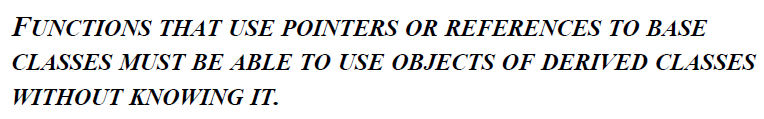 FUNCTIONS THAT USE POINTERS OR REFERENCES TO BASE
CLASSES MUST BE ABLE TO USE OBJECTS OF DERIVED CLASSES
WITHOUT KNOWING IT.